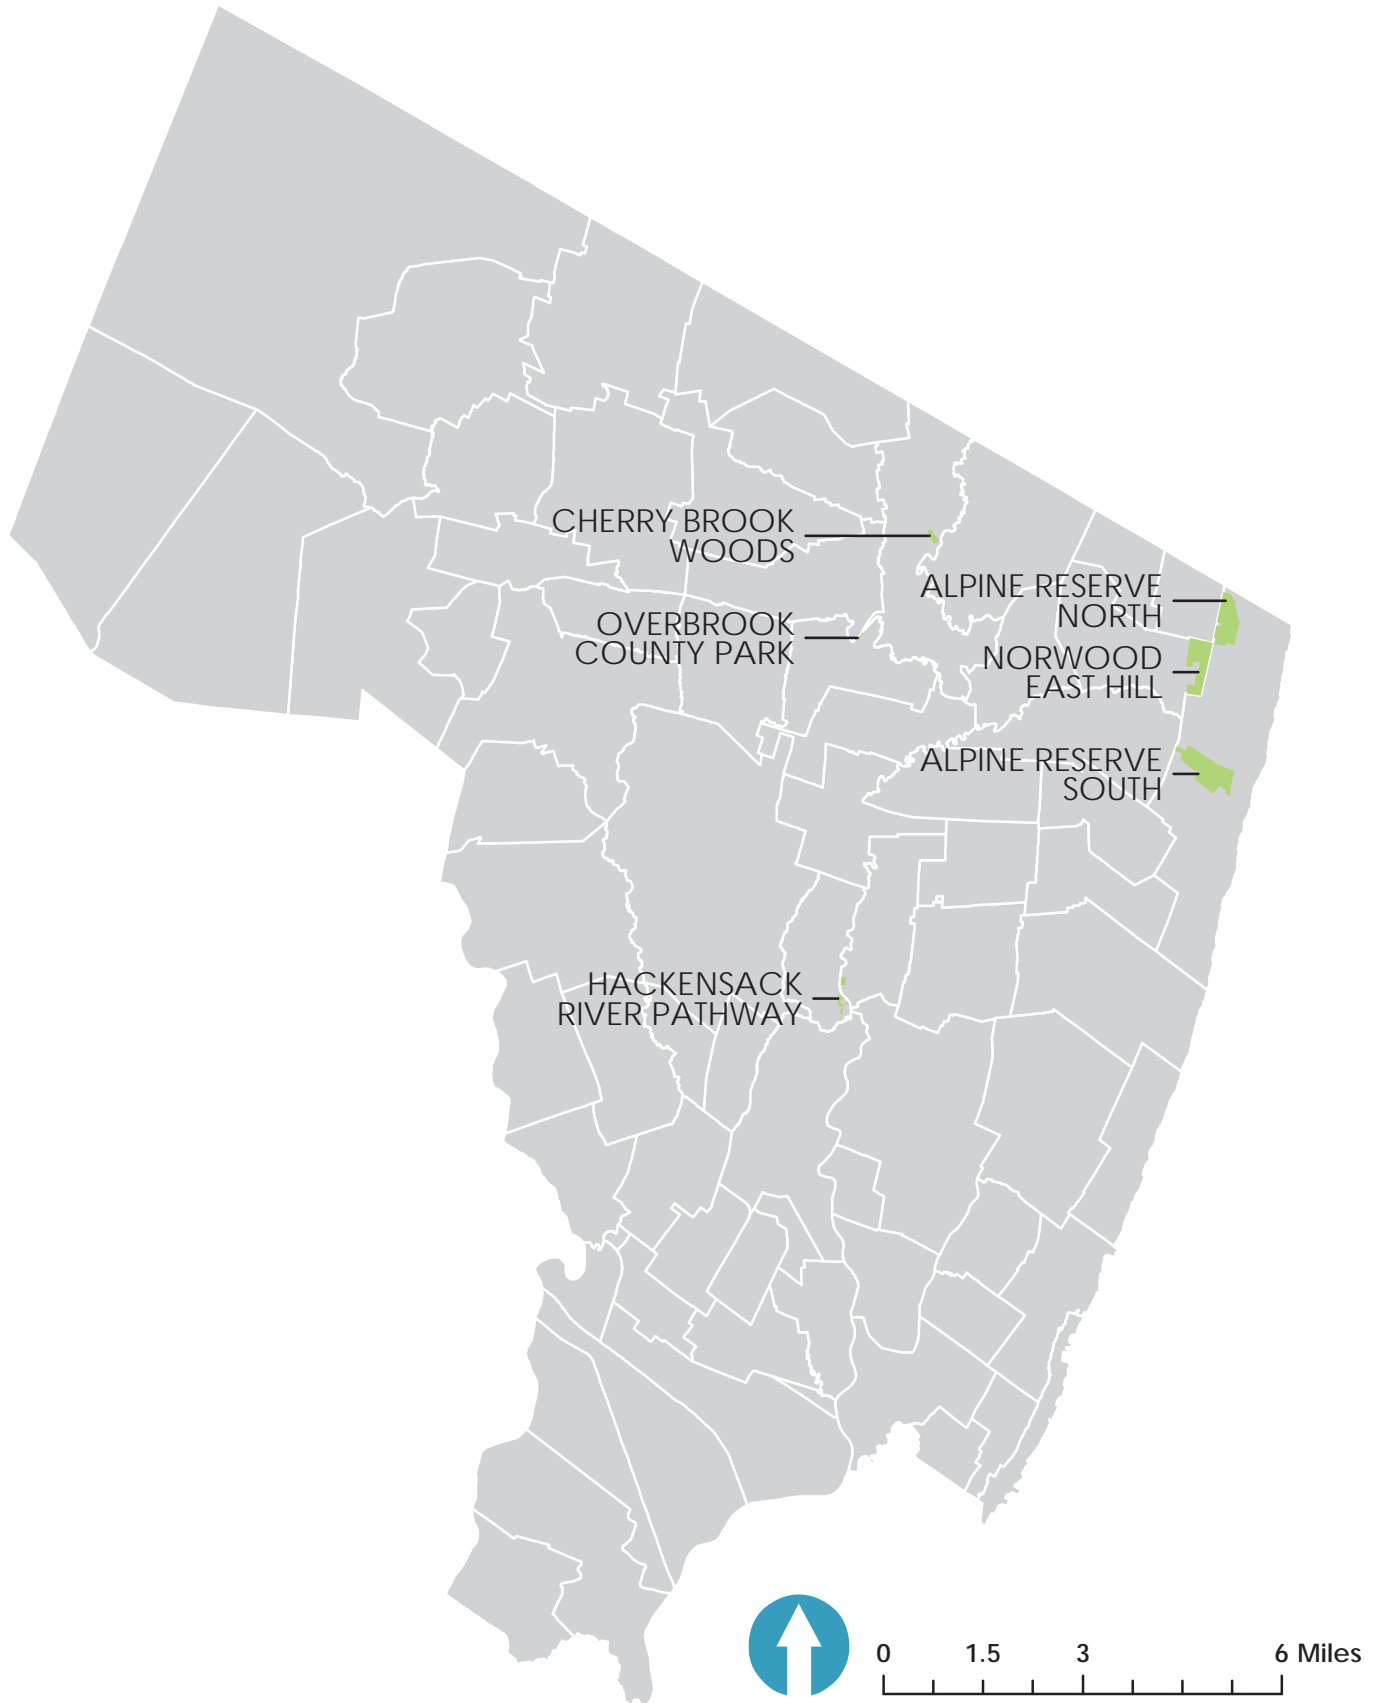 CHERRY BROOK
WOODS
ALPINE RESERVE
NORTH
OVERBROOK
COUNTY PARK
NORWOOD
EAST HILL
ALPINE RESERVE
SOUTH
HACKENSACK
RIVER PATHWAY
0 1.5 3 6 Miles